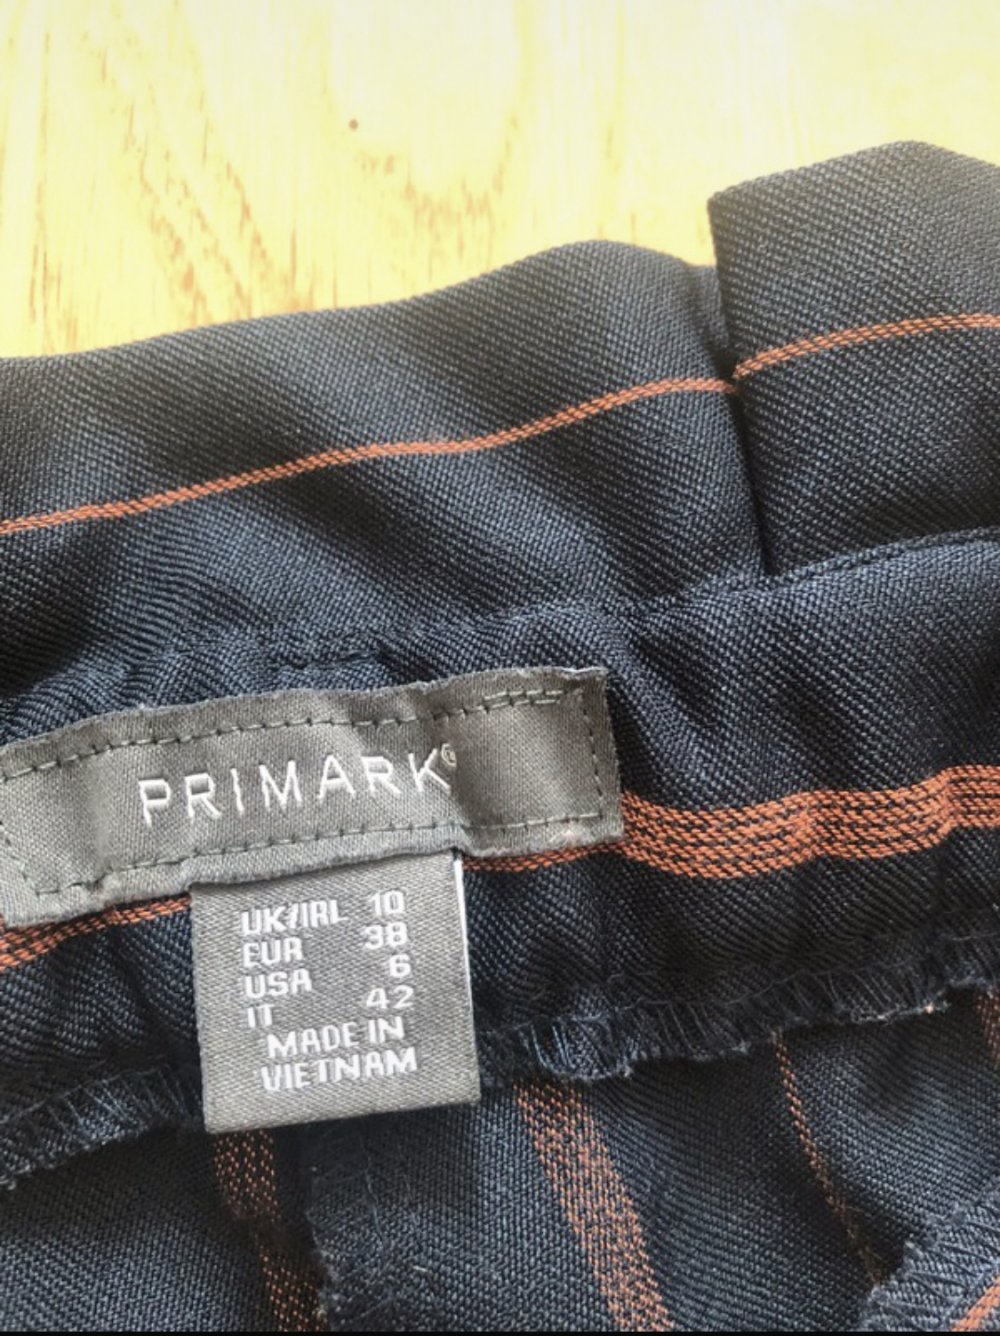 PRIMARK®
UK/IRL 10
EUR 38
USA 6
IT 42
MADE IN
VIETNAM